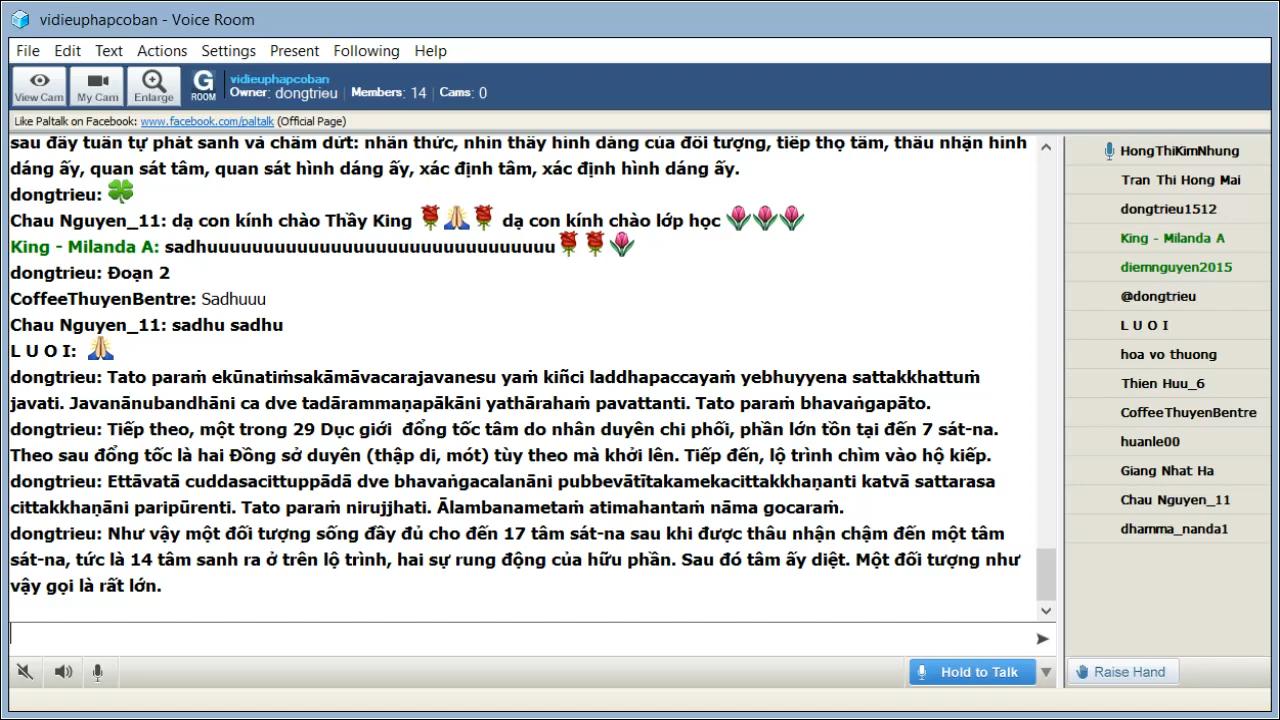 vidieuphapcoban - Voice Room
File Edit Text Actions Settings Present Following Help
View Cam My Cam Enlarge G ROOM vidieuphapcoban
Owner: dongtrieu | Members: 14 | Cams: 0
Like Paltalk on Facebook: www.facebook.com/paltalk (Official Page)
sau đây tuần tự phát sanh và chấm dứt: nhãn thức, nhìn thấy hình dáng của đối tượng, tiếp thọ tâm, thâu nhận hình
dáng ấy, quan sát tâm, quan sát hình dáng ấy, xác định tâm, xác định hình dáng ấy.
dongtrieu:
Chau Nguyen_11: dạ con kính chào Thầy King dạ con kính chào lớp học
King - Milanda A: sadhuuuuuuuuuuuuuuuuuuuuuuuuuuuuuuu
dongtrieu: Đoạn 2
CoffeeThuyenBentre: Sadhuuu
Chau Nguyen_11: sadhu sadhu
L U O I:
dongtrieu: Tato paraṁ ekūnatiṁsakāmāvacarajavanesu yaṁ kiñci laddhapaccayaṁ yebhuyyena sattakkhattuṁ
javati. Javanānubandhāni ca dve tadārammaṇapākāni yathārahaṁ pavattanti. Tato paraṁ bhavaṅgapāto.
dongtrieu: Tiếp theo, một trong 29 Dục giới đổng tốc tâm do nhân duyên chi phối, phần lớn tồn tại đến 7 sát-na.
Theo sau đổng tốc là hai Đồng sở duyên (thập di, mót) tùy theo mà khởi lên. Tiếp đến, lộ trình chìm vào hộ kiếp.
dongtrieu: Ettāvatā cuddasacittuppādā dve bhavaṅgacalanāni pubbevātītakamekacittakkhaṇanti katvā sattarasa
cittakkhaṇāni paripūrenti. Tato paraṁ nirujjhati. Ālambanametaṁ atimahantaṁ nāma gocaraṁ.
dongtrieu: Như vậy một đối tượng sống đầy đủ cho đến 17 tâm sát-na sau khi được thâu nhận chậm đến một tâm
sát-na, tức là 14 tâm sanh ra ở trên lộ trình, hai sự rung động của hữu phần. Sau đó tâm ấy diệt. Một đối tượng như
vậy gọi là rất lớn.
Hold to Talk
HongThiKimNhung
Tran Thi Hong Mai
dongtrieu1512
King - Milanda A
diemnguyen2015
@dongtrieu
L U O I
hoa vo thuong
Thien Huu_6
CoffeeThuyenBentre
huanle00
Giang Nhat Ha
Chau Nguyen_11
dhamma_nanda1
Raise Hand